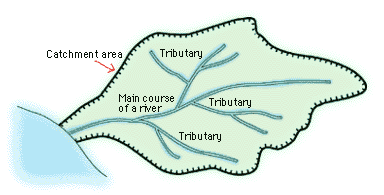 Catchment area
Tributary
Main course
of a river
Tributary
Tributary